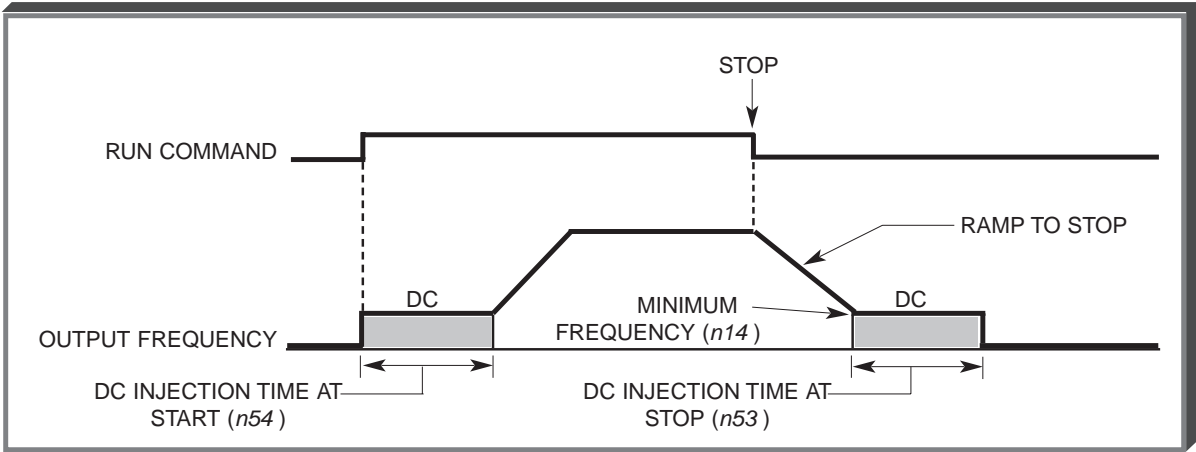 STOP
RUN COMMAND
RAMP TO STOP
DC
MINIMUM
FREQUENCY (n14 )
DC
OUTPUT FREQUENCY
DC INJECTION TIME AT
START (n54 )
DC INJECTION TIME AT
STOP (n53 )